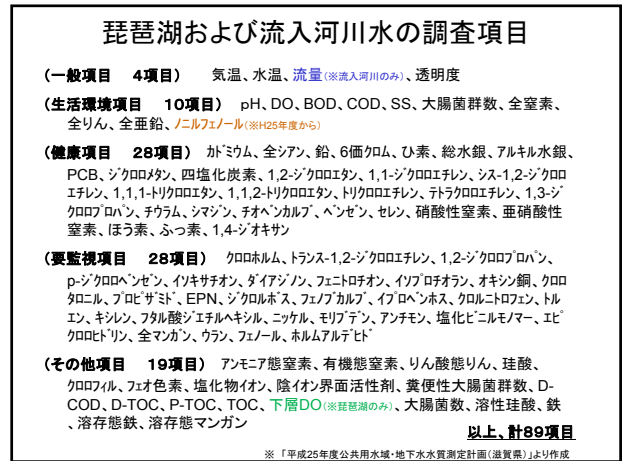 琵琶湖および流入河川水の調査項目
(一般項目　4項目)　気温、水温、流量(※流入河川のみ)、透明度
(生活環境項目　10項目)　pH、DO、BOD、COD、SS、大腸菌群数、全窒素、
全りん、全亜鉛、ﾉﾆﾙﾌｪﾉｰﾙ(※H25年度から)
(健康項目　28項目)　ｶﾄﾞﾐｳﾑ、全シアン、鉛、6価ｸﾛﾑ、ひ素、総水銀、アルキル水銀、
PCB、ｼﾞｸﾛﾛﾒﾀﾝ、四塩化炭素、1,2-ｼﾞｸﾛﾛｴﾀﾝ、1,1-ｼﾞｸﾛﾛｴﾁﾚﾝ、ｼｽ-1,2-ｼﾞｸﾛﾛ
ｴﾁﾚﾝ、1,1,1-ﾄﾘｸﾛﾛｴﾀﾝ、1,1,2-ﾄﾘｸﾛﾛｴﾀﾝ、ﾄﾘｸﾛﾛｴﾁﾚﾝ、ﾃﾄﾗｸﾛﾛｴﾁﾚﾝ、1,3-ｼﾞ
ｸﾛﾛﾌﾟﾛﾊﾟﾝ、ﾁｳﾗﾑ、ｼﾏｼﾞﾝ、ﾁｵﾍﾞﾝｶﾙﾌﾞ、ﾍﾞﾝｾﾞﾝ、ｾﾚﾝ、硝酸性窒素、亜硝酸性
窒素、ほう素、ふっ素、1,4-ｼﾞｵｷｻﾝ
(要監視項目　28項目)　ｸﾛﾛﾎﾙﾑ、ﾄﾗﾝｽ-1,2-ｼﾞｸﾛﾛｴﾁﾚﾝ、1,2-ｼﾞｸﾛﾛﾌﾟﾛﾊﾟﾝ、
p-ｼﾞｸﾛﾛﾍﾞﾝｾﾞﾝ、ｲｿｷｻﾁｵﾝ、ﾀﾞｲｱｼﾞﾉﾝ、ﾌｪﾆﾄﾛﾁｵﾝ、ｲｿﾌﾟﾛﾁｵﾗﾝ、ｵｷｼﾝ銅、ｸﾛﾛ
ﾀﾛﾆﾙ、ﾌﾟﾛﾋﾟｻﾞﾐﾄﾞ、EPN、ｼﾞｸﾛﾙﾎﾞｽ、ﾌｪﾉﾌﾞｶﾙﾌﾞ、ｲﾌﾟﾛﾍﾞﾝﾎｽ、ｸﾛﾙﾆﾄﾛﾌｪﾝ、ﾄﾙ
ｴﾝ、ｷｼﾚﾝ、ﾌﾀﾙ酸ｼﾞｴﾁﾙﾍｷｼﾙ、ﾆｯｹﾙ、ﾓﾘﾌﾞﾃﾞﾝ、ｱﾝﾁﾓﾝ、塩化ﾋﾞﾆﾙﾓﾉﾏｰ、ｴﾋﾟ
ｸﾛﾛﾋﾄﾞﾘﾝ、全ﾏﾝｶﾞﾝ、ｳﾗﾝ、ﾌｪﾉｰﾙ、ﾎﾙﾑｱﾙﾃﾞﾋﾄﾞ
(その他項目　19項目)　ｱﾝﾓﾆｱ態窒素、有機態窒素、りん酸態りん、珪酸、
ｸﾛﾛﾌｨﾙ、ﾌｪｵ色素、塩化物ｲｵﾝ、陰ｲｵﾝ界面活性剤、糞便性大腸菌群数、D-
COD、D-TOC、P-TOC、TOC、下層DO(※琵琶湖のみ)、大腸菌数、溶性珪酸、鉄
、溶存態鉄、溶存態マンガン
以上、計89項目
※「平成25年度公共用水域・地下水水質測定計画(滋賀県)」より作成